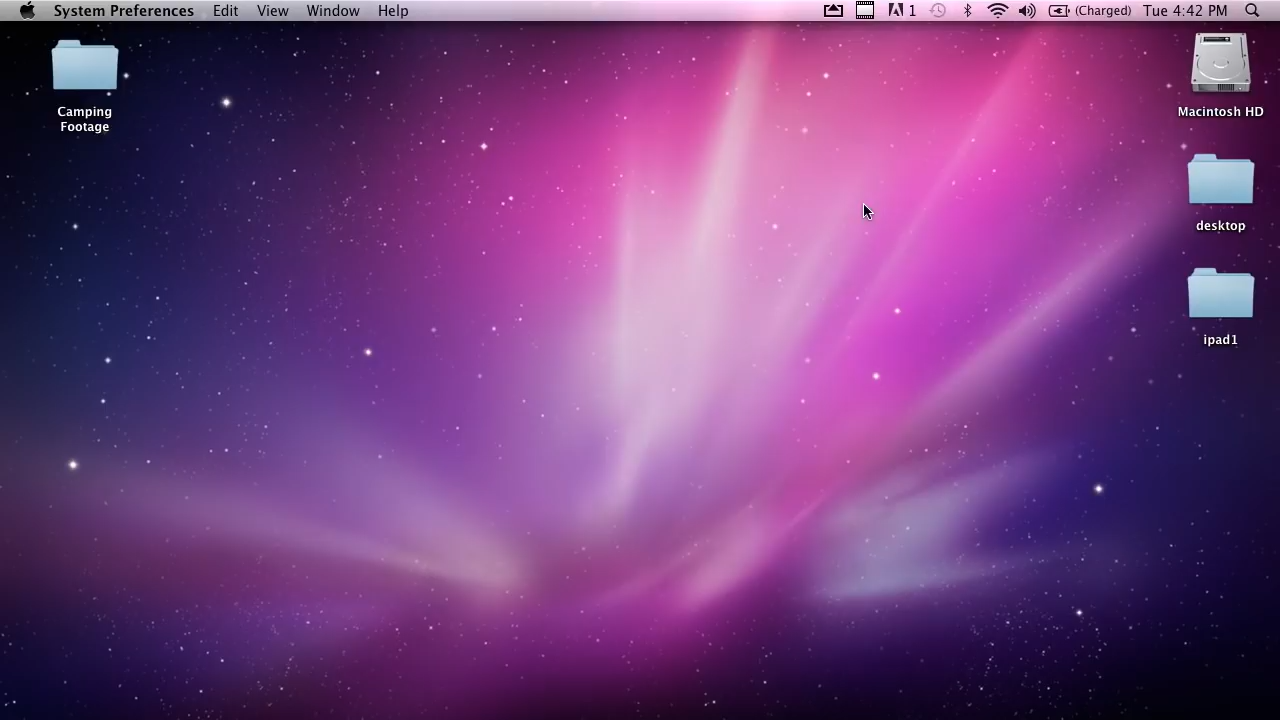 System Preferences Edit View Window Help 1 (Charged) Tue 4:42 PM
Camping
Footage
Macintosh HD
desktop
ipad1